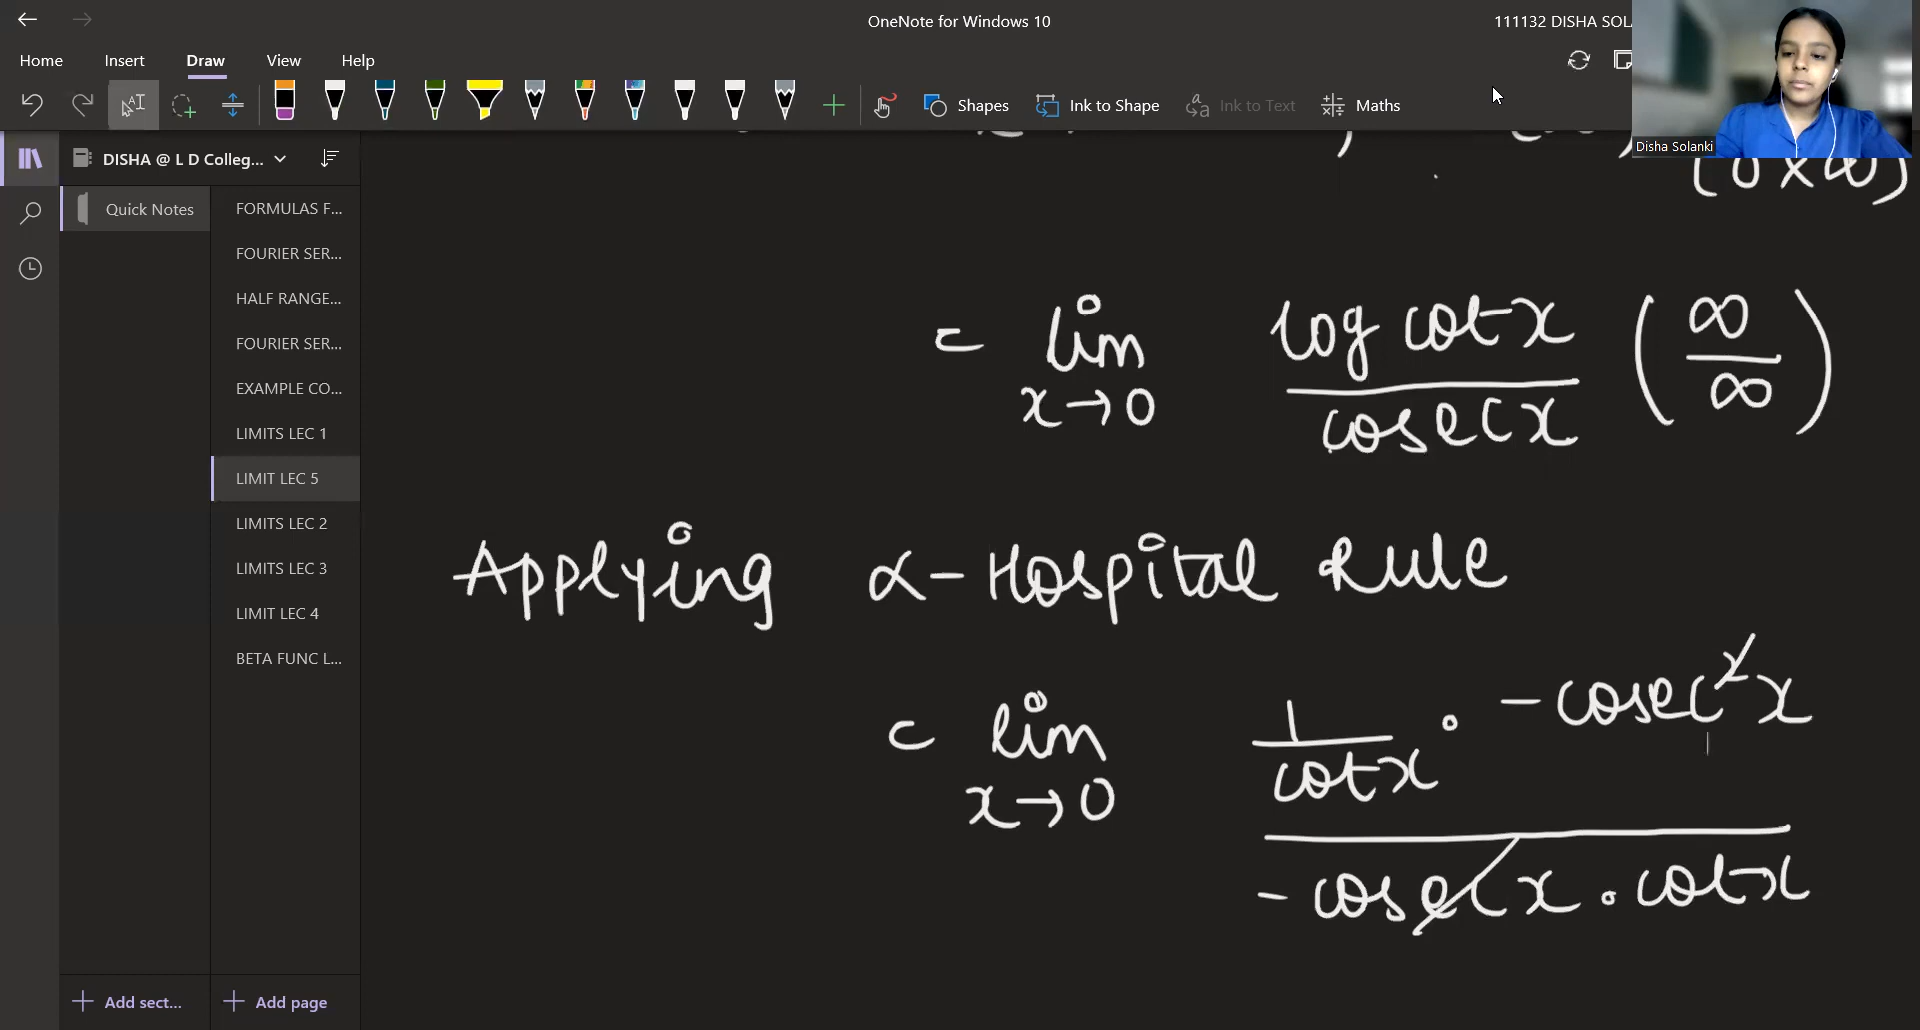 OneNote for Windows 10
111132 DISHA SOL
Home Insert Draw View Help
Shapes Ink to Shape Ink to Text Maths
Disha Solanki
DISHA @ L D Colleg...
Quick Notes
FORMULAS F...
FOURIER SER...
HALF RANGE...
FOURIER SER...
EXAMPLE CO...
LIMITS LEC 1
LIMIT LEC 5
LIMITS LEC 2
LIMITS LEC 3
LIMIT LEC 4
BETA FUNC L...
Add sect...
Add page
(0×∞)
= lim x→0 log cotx / cosecx (∞/∞)
Applying α-Hospital Rule
= lim x→0 1/cotx · -cosec²x / -cosecx · cotx